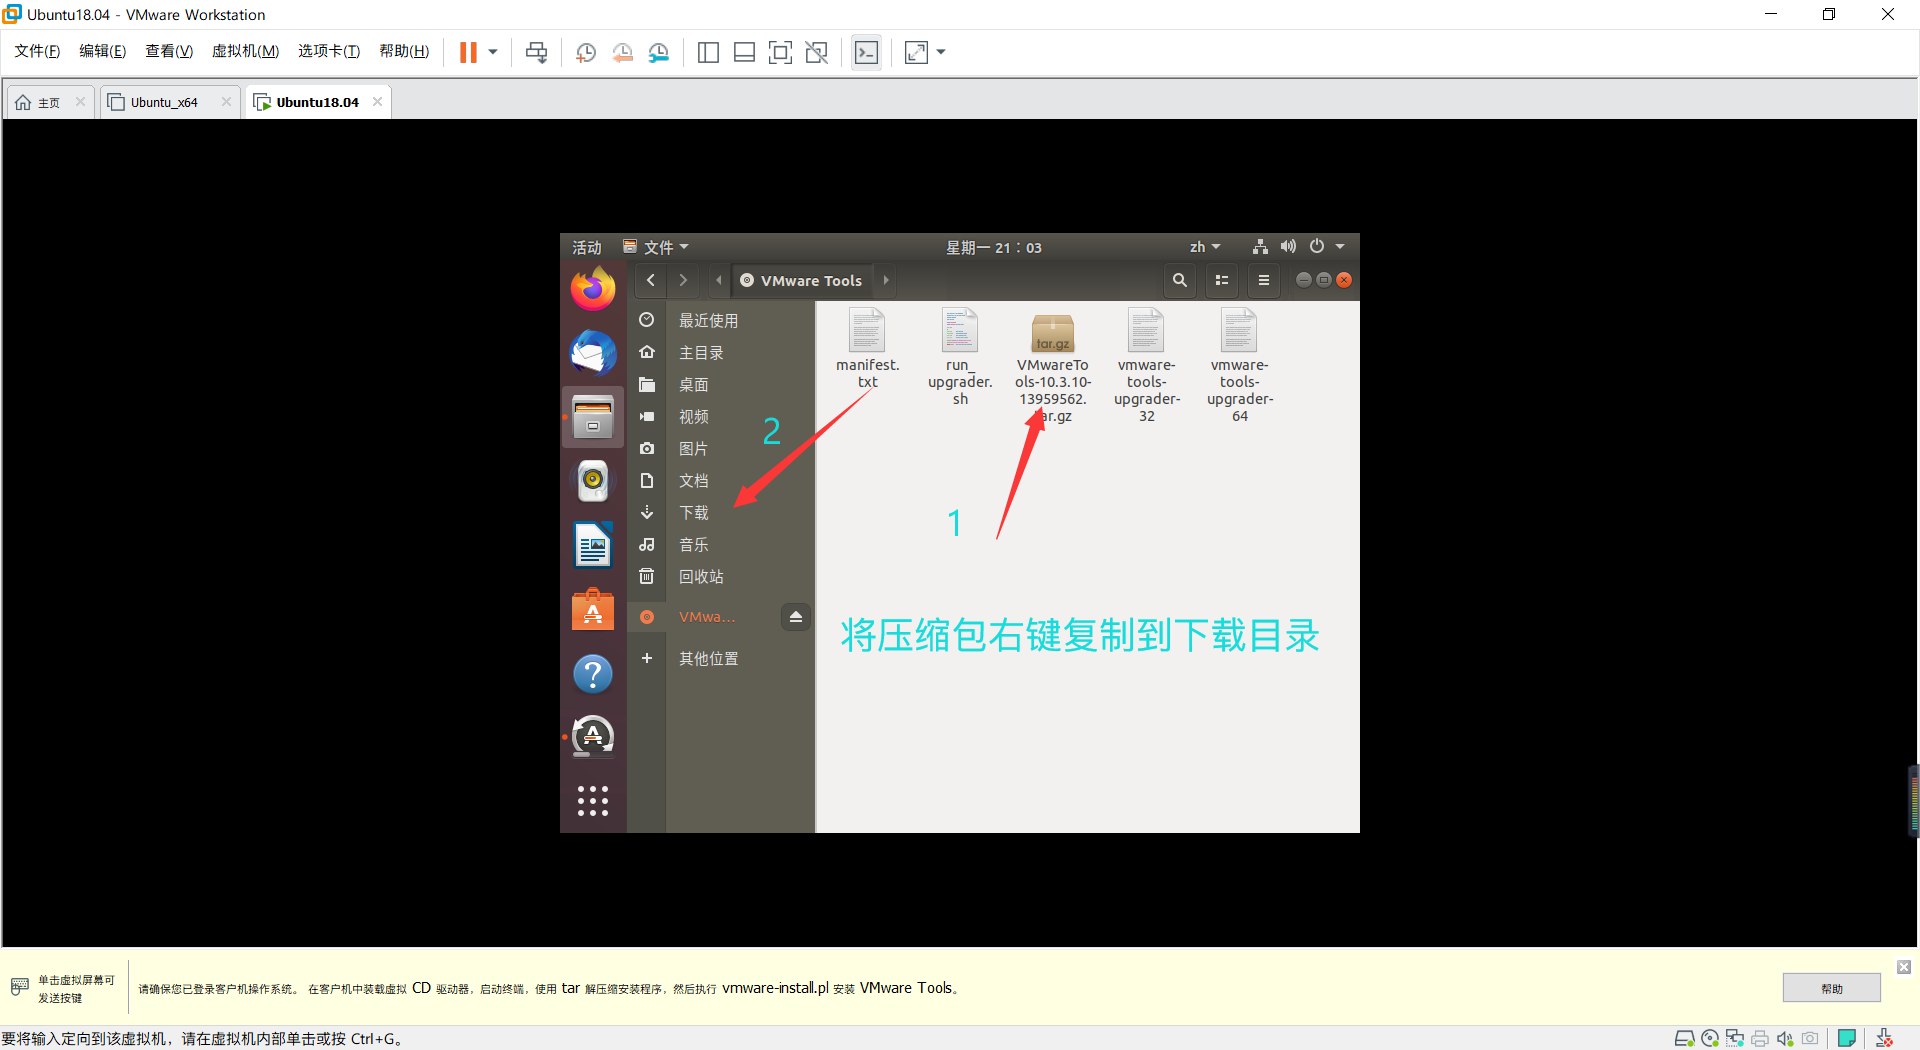 Ubuntu18.04 - VMware Workstation
文件(F) 编辑(E) 查看(V) 虚拟机(M) 选项卡(T) 帮助(H)
主页 Ubuntu_x64 Ubuntu18.04
活动 文件 星期一 21：03 zh
VMware Tools
最近使用
主目录
桌面
视频
图片
文档
下载
音乐
回收站
VMwa...
其他位置
manifest.
txt
run_
upgrader.
sh
tar.gz
VMwareTo
ols-10.3.10-
13959562.
tar.gz
vmware-
tools-
upgrader-
32
vmware-
tools-
upgrader-
64
2
1
将压缩包右键复制到下载目录
单击虚拟屏幕可
发送按键
请确保您已登录客户机操作系统。 在客户机中装载虚拟 CD 驱动器，启动终端，使用 tar 解压缩安装程序，然后执行 vmware-install.pl 安装 VMware Tools。
帮助
要将输入定向到该虚拟机，请在虚拟机内部单击或按 Ctrl+G。